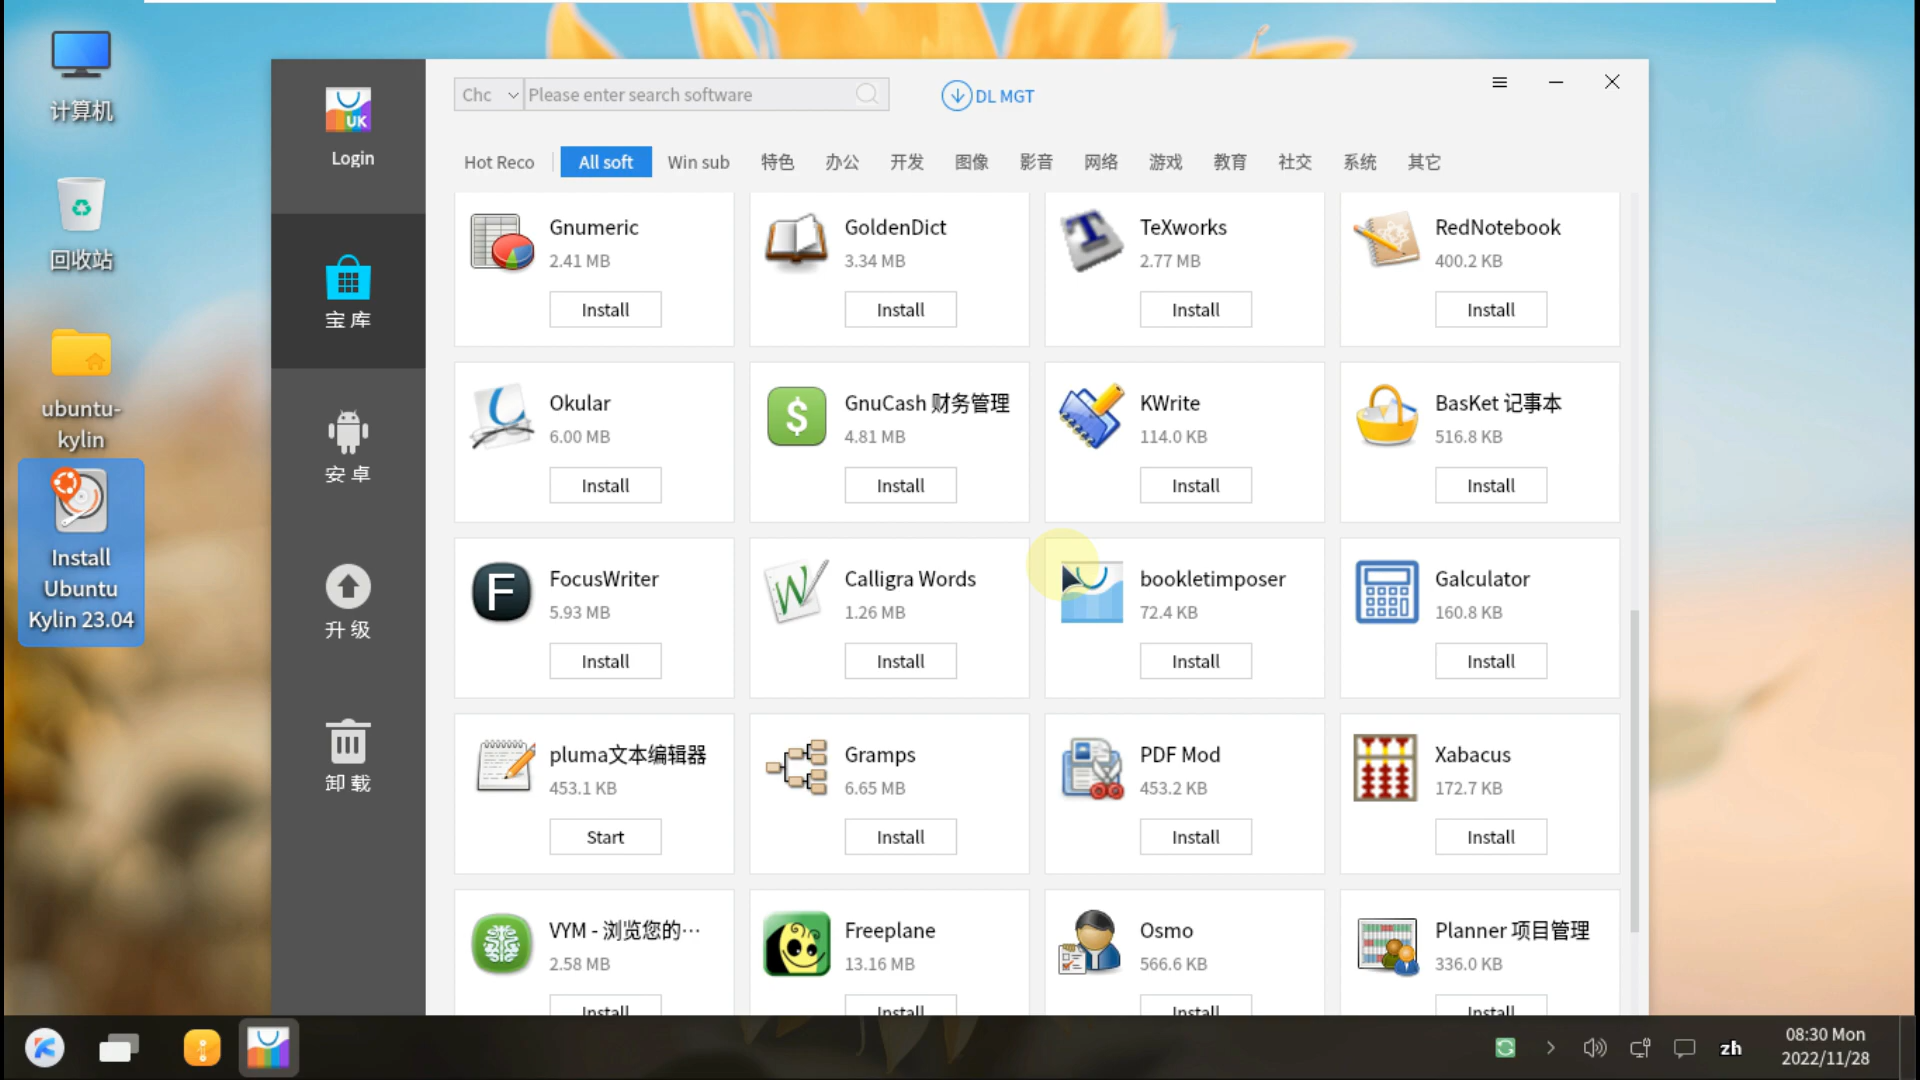 计算机
回收站
ubuntu-
kylin
Install
Ubuntu
Kylin 23.04
UK
Login
宝库
安卓
升级
卸载
Chc
Please enter search software
DL MGT
Hot Reco
All soft
Win sub
特色
办公
开发
图像
影音
网络
游戏
教育
社交
系统
其它
Gnumeric
2.41 MB
Install
GoldenDict
3.34 MB
Install
TeXworks
2.77 MB
Install
RedNotebook
400.2 KB
Install
Okular
6.00 MB
Install
GnuCash 财务管理
4.81 MB
Install
KWrite
114.0 KB
Install
BasKet 记事本
516.8 KB
Install
FocusWriter
5.93 MB
Install
Calligra Words
1.26 MB
Install
bookletimposer
72.4 KB
Install
Galculator
160.8 KB
Install
pluma文本编辑器
453.1 KB
Start
Gramps
6.65 MB
Install
PDF Mod
453.2 KB
Install
Xabacus
172.7 KB
Install
VYM - 浏览您的···
2.58 MB
Install
Freeplane
13.16 MB
Install
Osmo
566.6 KB
Install
Planner 项目管理
336.0 KB
Install
zh
08:30 Mon
2022/11/28